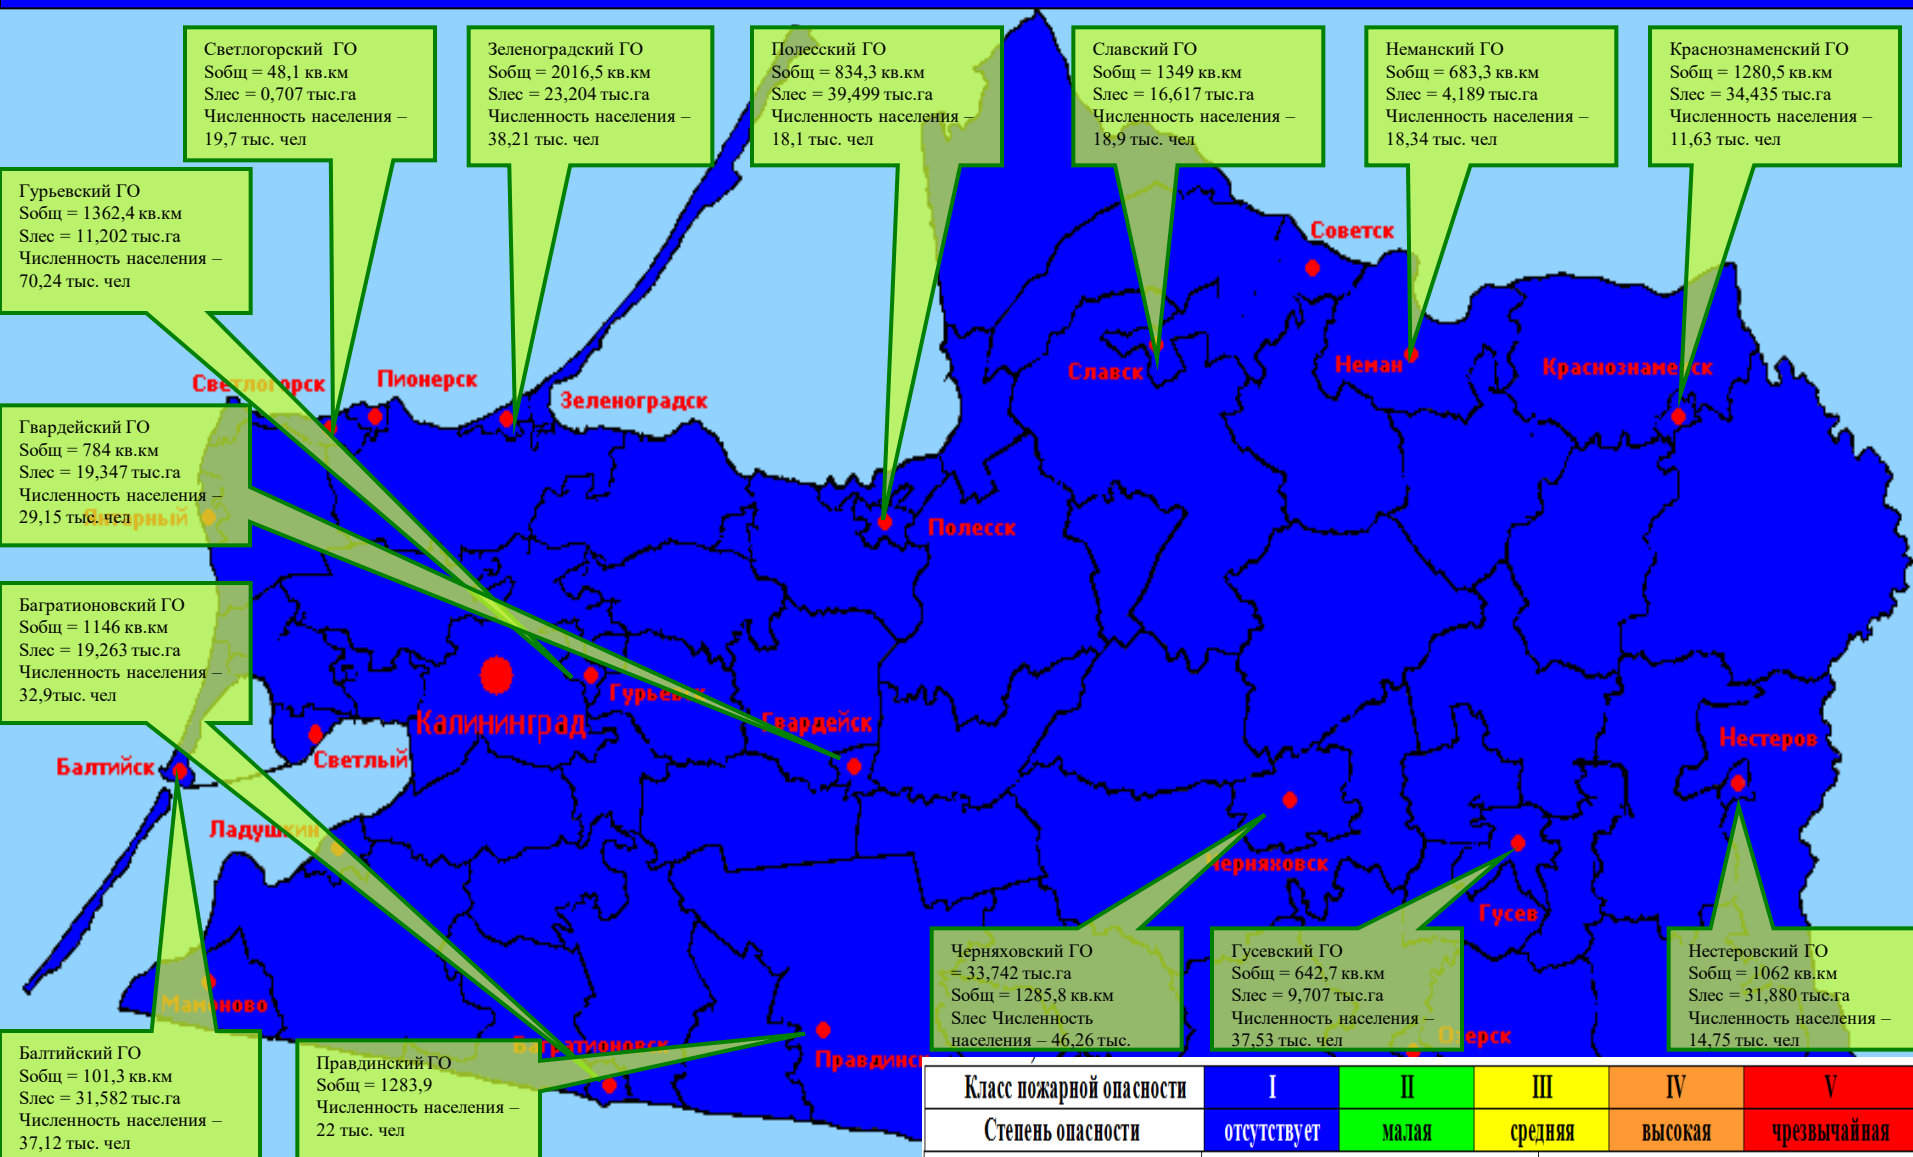 Светлогорский ГО
Sобщ = 48,1 кв.км
Sлес = 0,707 тыс.га
Численность населения –
19,7 тыс. чел
Зеленоградский ГО
Sобщ = 2016,5 кв.км
Sлес = 23,204 тыс.га
Численность населения –
38,21 тыс. чел
Полесский ГО
Sобщ = 834,3 кв.км
Sлес = 39,499 тыс.га
Численность населения –
18,1 тыс. чел
Славский ГО
Sобщ = 1349 кв.км
Sлес = 16,617 тыс.га
Численность населения –
18,9 тыс. чел
Неманский ГО
Sобщ = 683,3 кв.км
Sлес = 4,189 тыс.га
Численность населения –
18,34 тыс. чел
Краснознаменский ГО
Sобщ = 1280,5 кв.км
Sлес = 34,435 тыс.га
Численность населения –
11,63 тыс. чел
Гурьевский ГО
Sобщ = 1362,4 кв.км
Sлес = 11,202 тыс.га
Численность населения –
70,24 тыс. чел
Советск
Светлогорск
Пионерск
Зеленоградск
Славск
Неман
Краснознаменск
Гвардейский ГО
Sобщ = 784 кв.км
Sлес = 19,347 тыс.га
Численность населения –
29,15 тыс. чел
Янтарный
Полесск
Багратионовский ГО
Sобщ = 1146 кв.км
Sлес = 19,263 тыс.га
Численность населения –
32,9тыс. чел
Гурьевск
Калининград
Гвардейск
Нестеров
Светлый
Балтийск
Ладушкин
Черняховск
Гусев
Мамоново
Багратионовск
Правдинск
Озерск
Черняховский ГО
= 33,742 тыс.га
Sобщ = 1285,8 кв.км
Sлес Численность
населения – 46,26 тыс.
Гусевский ГО
Sобщ = 642,7 кв.км
Sлес = 9,707 тыс.га
Численность населения –
37,53 тыс. чел
Нестеровский ГО
Sобщ = 1062 кв.км
Sлес = 31,880 тыс.га
Численность населения –
14,75 тыс. чел
Балтийский ГО
Sобщ = 101,3 кв.км
Sлес = 31,582 тыс.га
Численность населения –
37,12 тыс. чел
Правдинский ГО
Sобщ = 1283,9
Численность населения –
22 тыс. чел
Класс пожарной опасности I II III IV V
Степень опасности отсутствует малая средняя высокая чрезвычайная